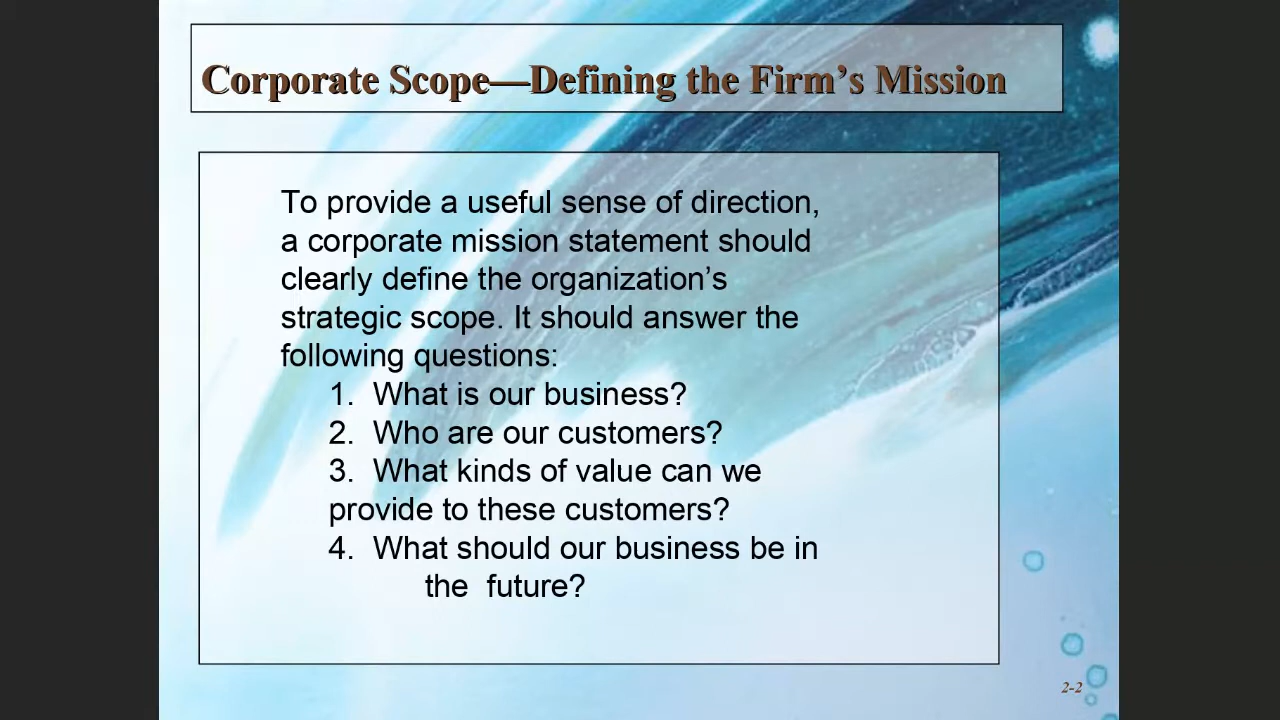 Corporate Scope—Defining the Firm’s Mission
To provide a useful sense of direction,
a corporate mission statement should
clearly define the organization’s
strategic scope. It should answer the
following questions:
1. What is our business?
2. Who are our customers?
3. What kinds of value can we
provide to these customers?
4. What should our business be in
the future?
2-2